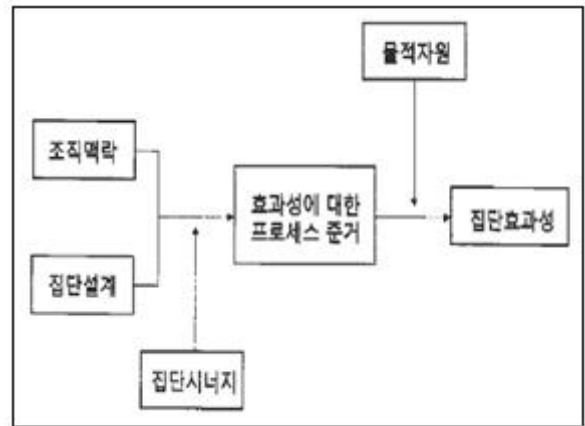 물적자원
조직맥락
효과성에 대한
프로세스 준거
집단효과성
집단설계
집단시너지